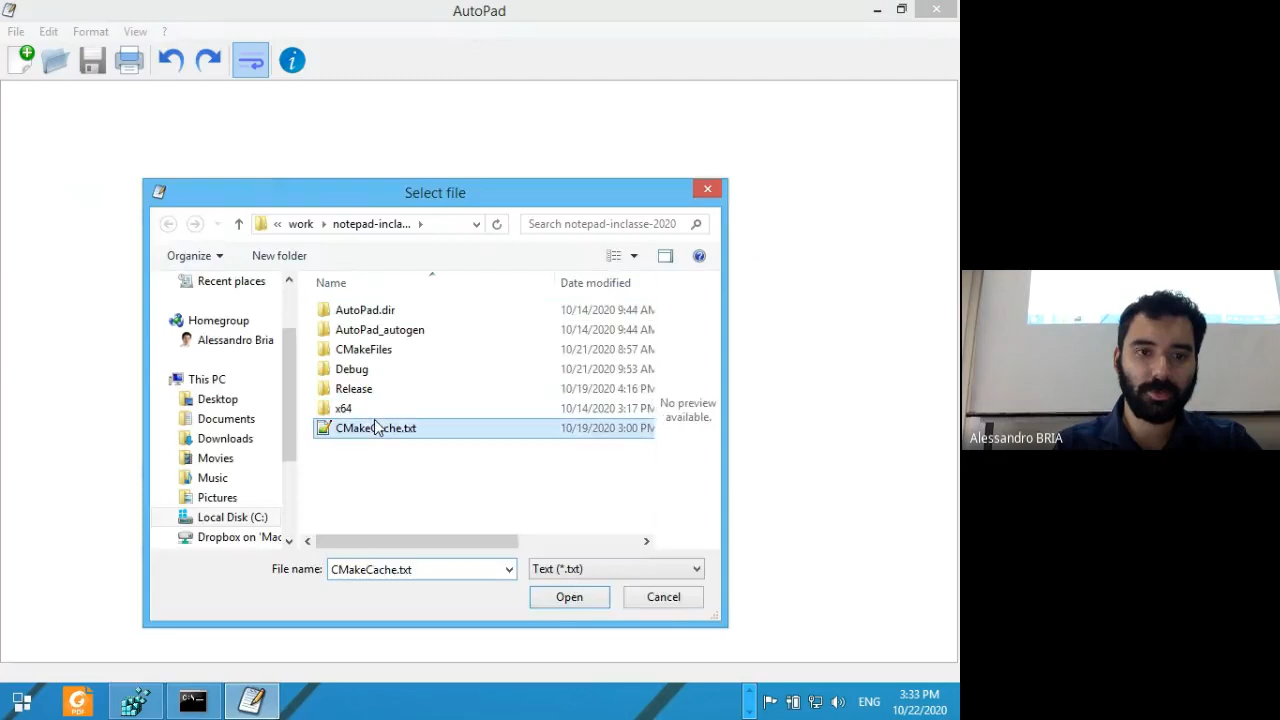 AutoPad
File Edit Format View ?
Select file
« work notepad-incla...
Search notepad-inclasse-2020
Organize New folder
Name Date modified
Recent places
Homegroup
Alessandro Bria
This PC
Desktop
Documents
Downloads
Movies
Music
Pictures
Local Disk (C:)
Dropbox on 'Mac
AutoPad.dir 10/14/2020 9:44 AM
AutoPad_autogen 10/14/2020 9:44 AM
CMakeFiles 10/21/2020 8:57 AM
Debug 10/21/2020 9:53 AM
Release 10/19/2020 4:16 PM
x64 10/14/2020 3:17 PM
CMakeCache.txt 10/19/2020 3:00 PM
No preview
available.
File name: CMakeCache.txt Text (*.txt)
Open Cancel
Alessandro BRIA
PDF
ENG
3:33 PM
10/22/2020